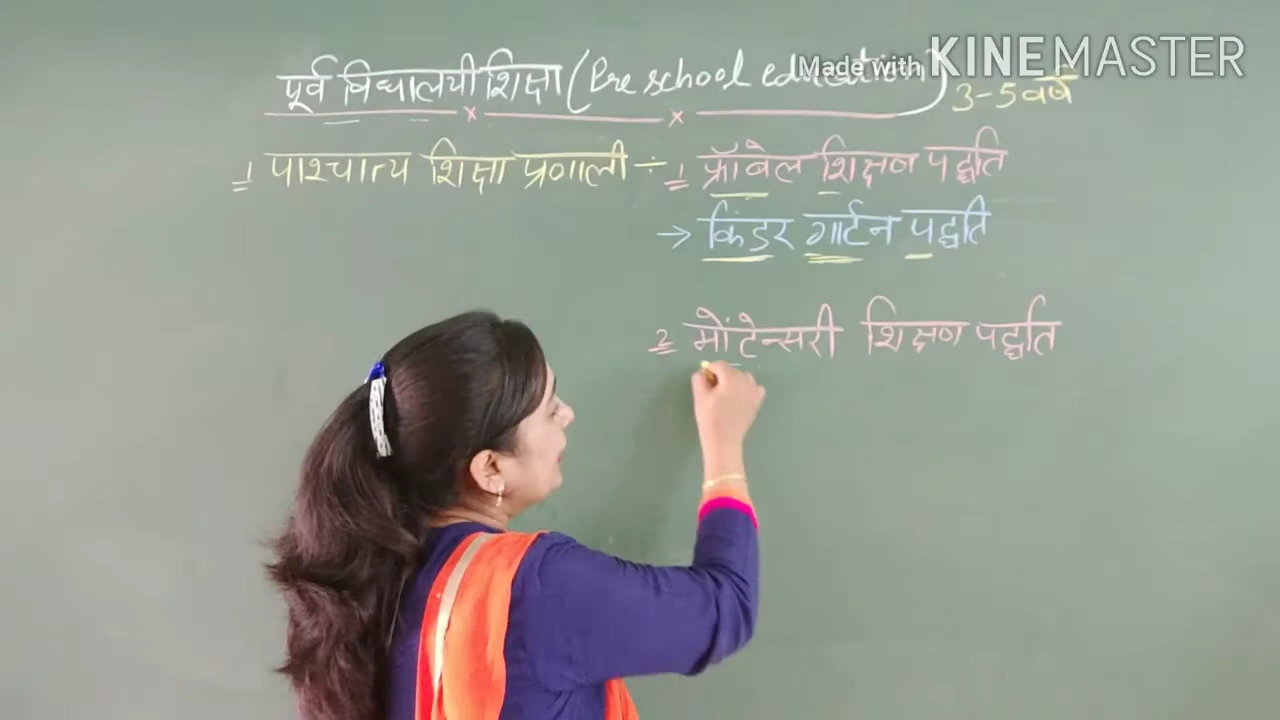 पूर्व विद्यालयी शिक्षा (Pre school education) 3-5 वर्ष
Made with KINEMASTER
1 पाश्चात्य शिक्षा प्रणाली ÷ 1 फ्रॉबेल शिक्षण पद्धति
→ किंडर गार्टन पद्धति
2 मोंटेन्सरी शिक्षण पद्धति